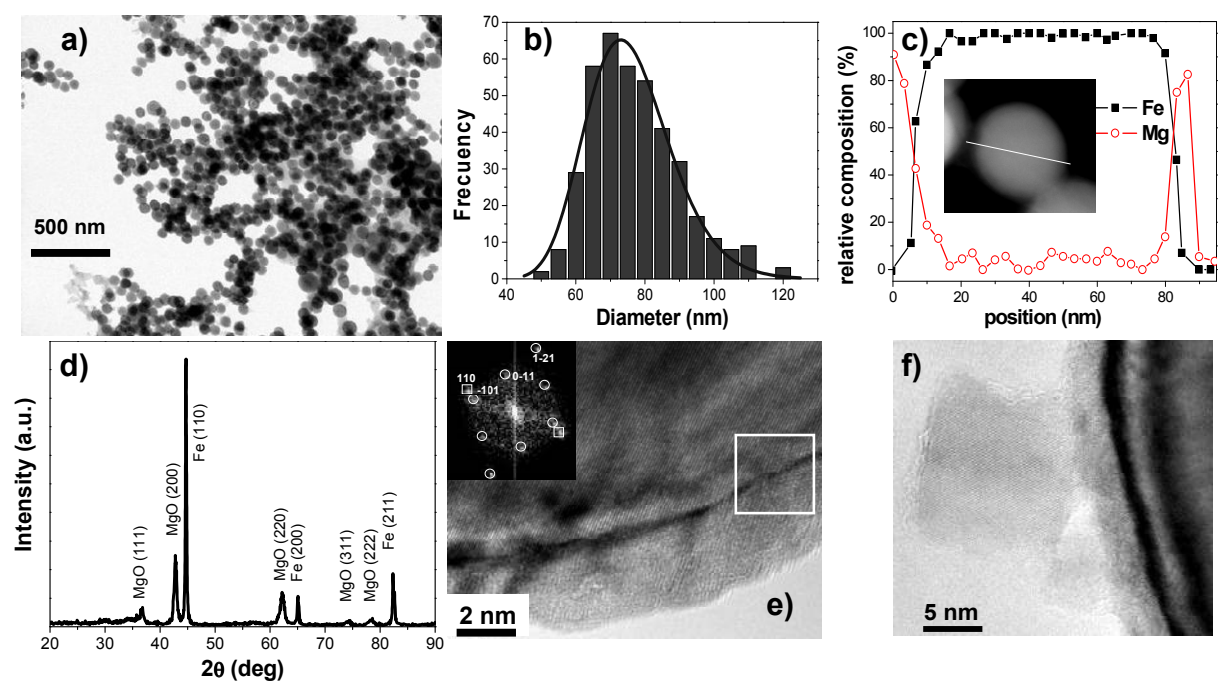 a)
500 nm
b)
Frecuency
70
60
50
40
30
20
10
0
40 60 80 100 120
Diameter (nm)
c)
relative composition (%)
100
80
60
40
20
0
Fe
Mg
0 20 40 60 80
position (nm)
d)
Intensity (a.u.)
MgO (111)
MgO (200)
Fe (110)
MgO (220)
Fe (200)
MgO (311)
MgO (222)
Fe (211)
20 30 40 50 60 70 80 90
2θ (deg)
1-21
110
0-11
-101
2 nm
e)
f)
5 nm